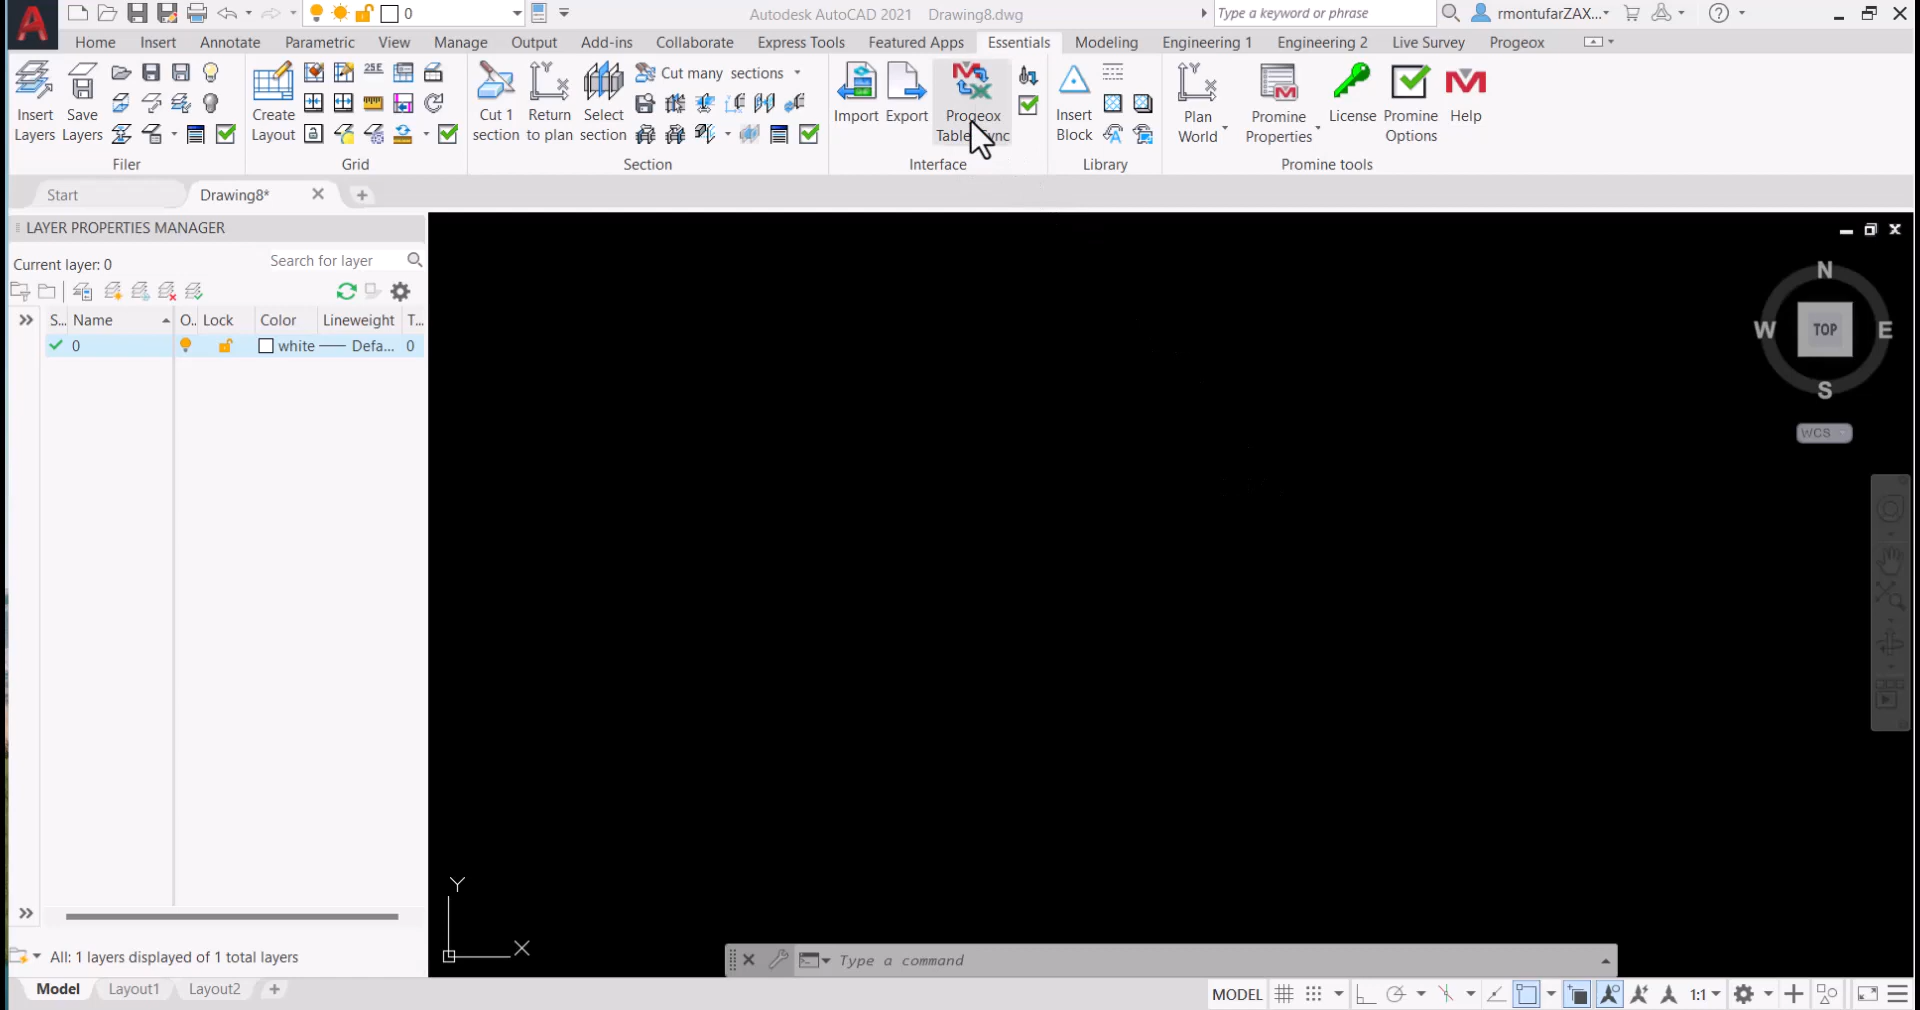 0
Autodesk AutoCAD 2021 Drawing8.dwg
Type a keyword or phrase
rmontufarZAX...
Home Insert Annotate Parametric View Manage Output Add-ins Collaborate Express Tools Featured Apps Essentials Modeling Engineering 1 Engineering 2 Live Survey Progeox
Insert Layers
Save Layers
Filer
Create Layout
Grid
Cut 1 section
Return to plan
Select section
Cut many sections
Section
Import
Export
Progeox
Interface
Insert Block
Library
Plan World
Promine Properties
License
Promine Options
Help
Promine tools
Start
Drawing8*
LAYER PROPERTIES MANAGER
Current layer: 0
Search for layer
S.. Name O.. Lock Color Lineweight T...
0 white Defa... 0
N
W TOP E
S
WCS
Y
X
Type a command
All: 1 layers displayed of 1 total layers
Model Layout1 Layout2
MODEL
1:1